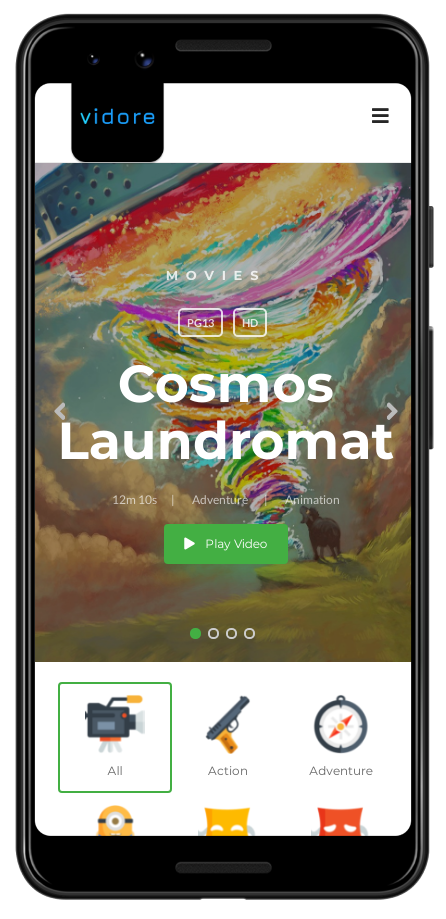 vidore
MOVIES
PG13 HD
Cosmos
Laundromat
12m 10s | Adventure | Animation
Play Video
All Action Adventure